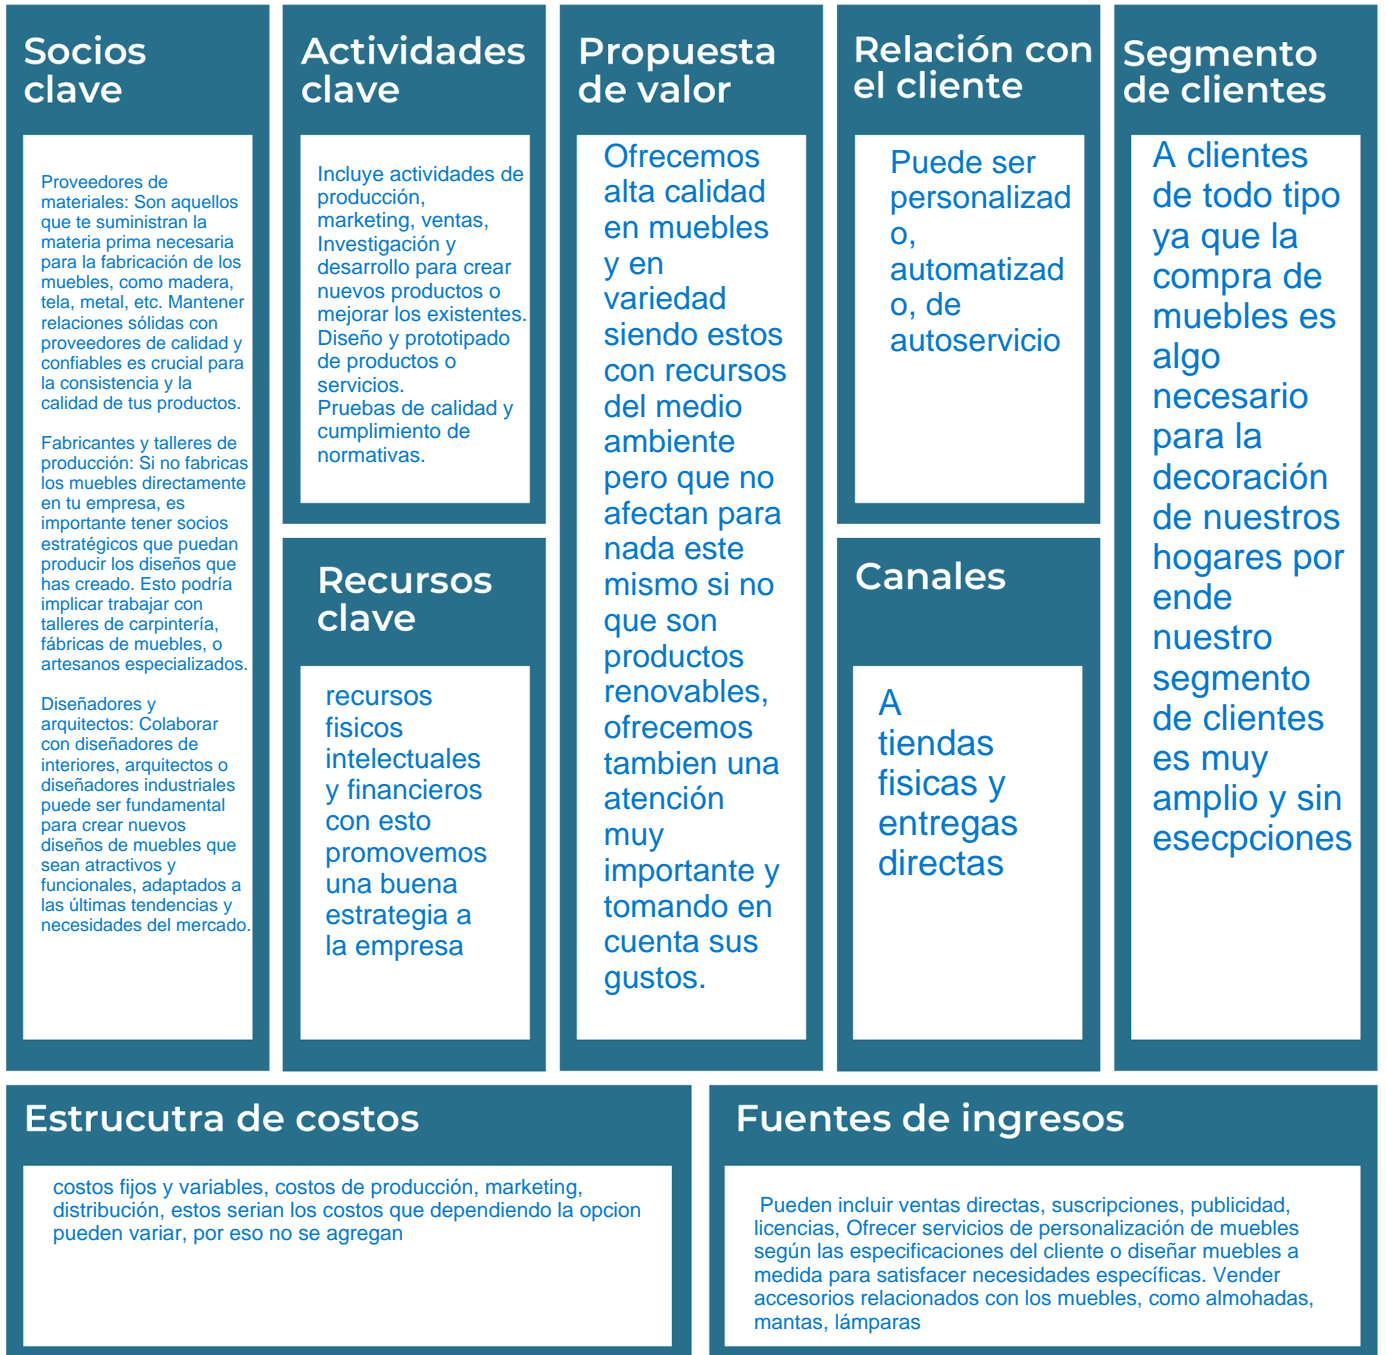 Socios
clave
Proveedores de
materiales: Son aquellos
que te suministran la
materia prima necesaria
para la fabricación de los
muebles, como madera,
tela, metal, etc. Mantener
relaciones sólidas con
proveedores de calidad y
confiables es crucial para
la consistencia y la
calidad de tus productos.
Fabricantes y talleres de
producción: Si no fabricas
los muebles directamente
en tu empresa, es
importante tener socios
estratégicos que puedan
producir los diseños que
has creado. Esto podría
implicar trabajar con
talleres de carpintería,
fábricas de muebles, o
artesanos especializados.
Diseñadores y
arquitectos: Colaborar
con diseñadores de
interiores, arquitectos o
diseñadores industriales
puede ser fundamental
para crear nuevos
diseños de muebles que
sean atractivos y
funcionales, adaptados a
las últimas tendencias y
necesidades del mercado.
Actividades
clave
Incluye actividades de
producción,
marketing, ventas,
Investigación y
desarrollo para crear
nuevos productos o
mejorar los existentes.
Diseño y prototipado
de productos o
servicios.
Pruebas de calidad y
cumplimiento de
normativas.
Recursos
clave
recursos
fisicos
intelectuales
y financieros
con esto
promovemos
una buena
estrategia a
la empresa
Propuesta
de valor
Ofrecemos
alta calidad
en muebles
y en
variedad
siendo estos
con recursos
del medio
ambiente
pero que no
afectan para
nada este
mismo si no
que son
productos
renovables,
ofrecemos
tambien una
atención
muy
importante y
tomando en
cuenta sus
gustos.
Relación con
el cliente
Puede ser
personalizad
o,
automatizad
o, de
autoservicio
Canales
A
tiendas
fisicas y
entregas
directas
Segmento
de clientes
A clientes
de todo tipo
ya que la
compra de
muebles es
algo
necesario
para la
decoración
de nuestros
hogares por
ende
nuestro
segmento
de clientes
es muy
amplio y sin
esecpciones
Estrucutra de costos
costos fijos y variables, costos de producción, marketing,
distribución, estos serian los costos que dependiendo la opcion
pueden variar, por eso no se agregan
Fuentes de ingresos
Pueden incluir ventas directas, suscripciones, publicidad,
licencias, Ofrecer servicios de personalización de muebles
según las especificaciones del cliente o diseñar muebles a
medida para satisfacer necesidades específicas. Vender
accesorios relacionados con los muebles, como almohadas,
mantas, lámparas